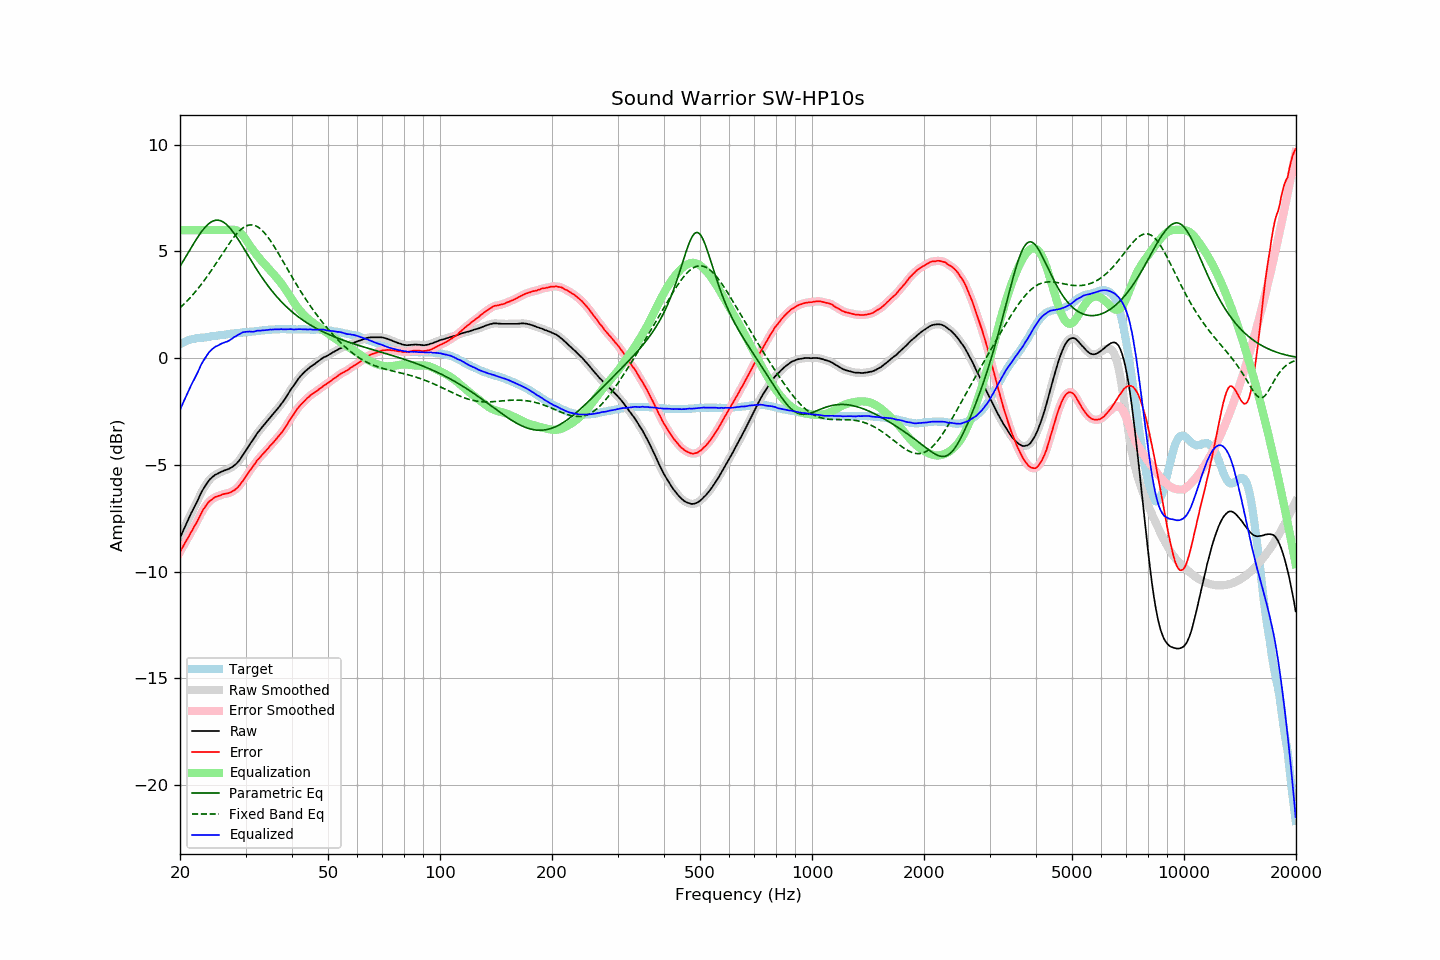 Sound Warrior SW-HP10s
Amplitude (dBr)
10
5
0
−5
−10
−15
−20
Target
Raw Smoothed
Error Smoothed
Raw
Error
Equalization
Parametric Eq
Fixed Band Eq
Equalized
20
50
100
200
500
1000
2000
5000
10000
20000
Frequency (Hz)